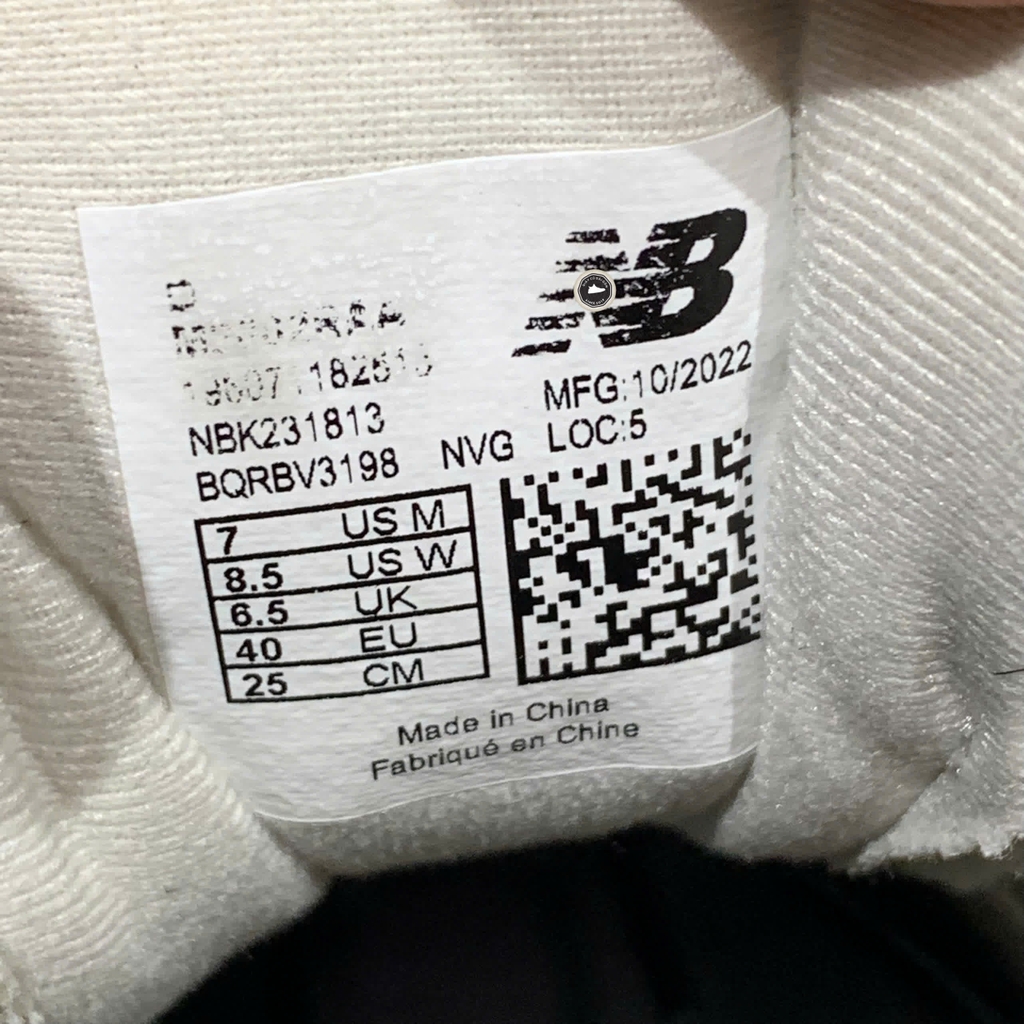 NB
D
MFG:10/2022
NBK231813
LOC:5
BQRBV3198 NVG
7 US M
8.5 US W
6.5 UK
40 EU
25 CM
Made in China
Fabriqué en Chine